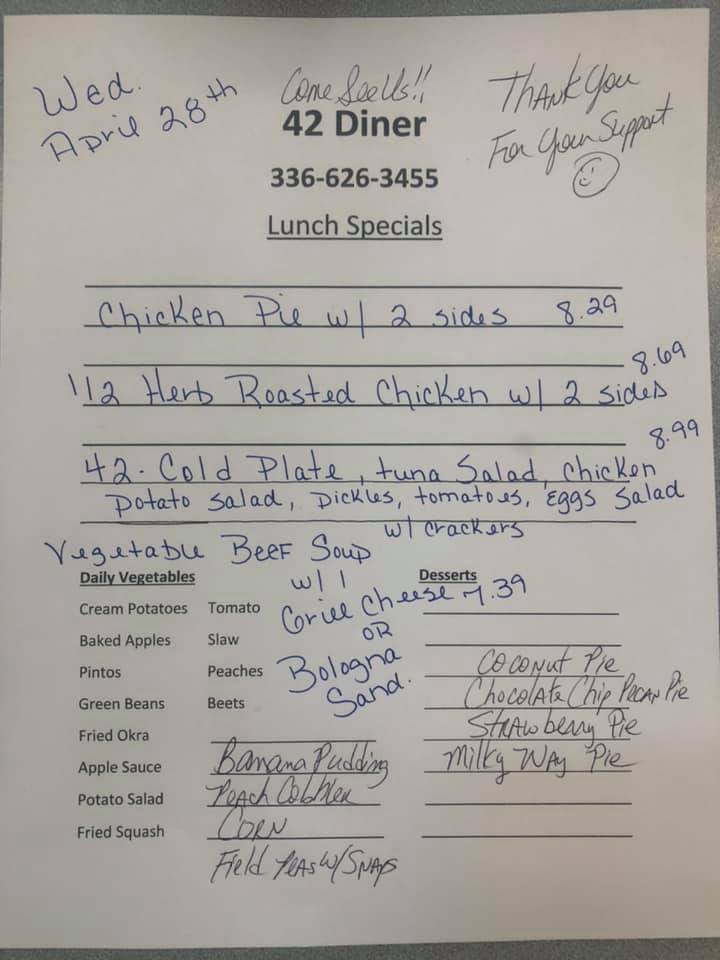 Wed.
April 28th
Come See Us!!
Thank You
For Your Support
42 Diner
336-626-3455
Lunch Specials
Chicken Pie w/ 2 sides 8.29
1/2 Herb Roasted Chicken w/ 2 sides 8.69
42. Cold Plate, tuna Salad, Chicken 8.99
potato salad, pickles, tomatoes, Eggs Salad
w/ crackers
Vegetable Beef Soup
w/ 1
Grill Cheese 7.39
OR
Bologna
Sand.
Daily Vegetables
Cream Potatoes Tomato
Baked Apples Slaw
Pintos Peaches
Green Beans Beets
Fried Okra
Apple Sauce Banana Pudding
Potato Salad Peach Cobbler
Fried Squash Corn
Field Peas w/ Snaps
Desserts
Coconut Pie
Chocolate Chip Pecan Pie
Strawberry Pie
Milky Way Pie